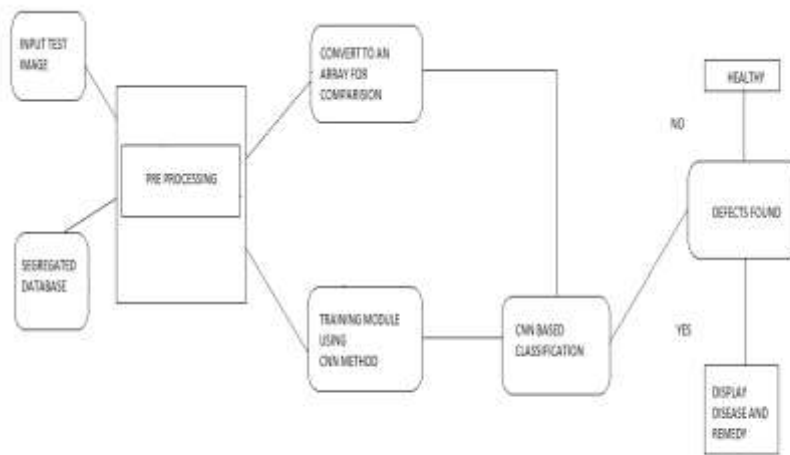 INPUT TEST
IMAGE
PRE PROCESSING
SEGREGATED
DATABASE
CONVERT TO AN
ARRAY FOR
COMPARISION
TRAINING MODULE
USING
CNN METHOD
CNN BASED
CLASSIFICATION
HEALTHY
NO
DEFECTS FOUND
YES
DISPLAY
DISEASE AND
REMEDY